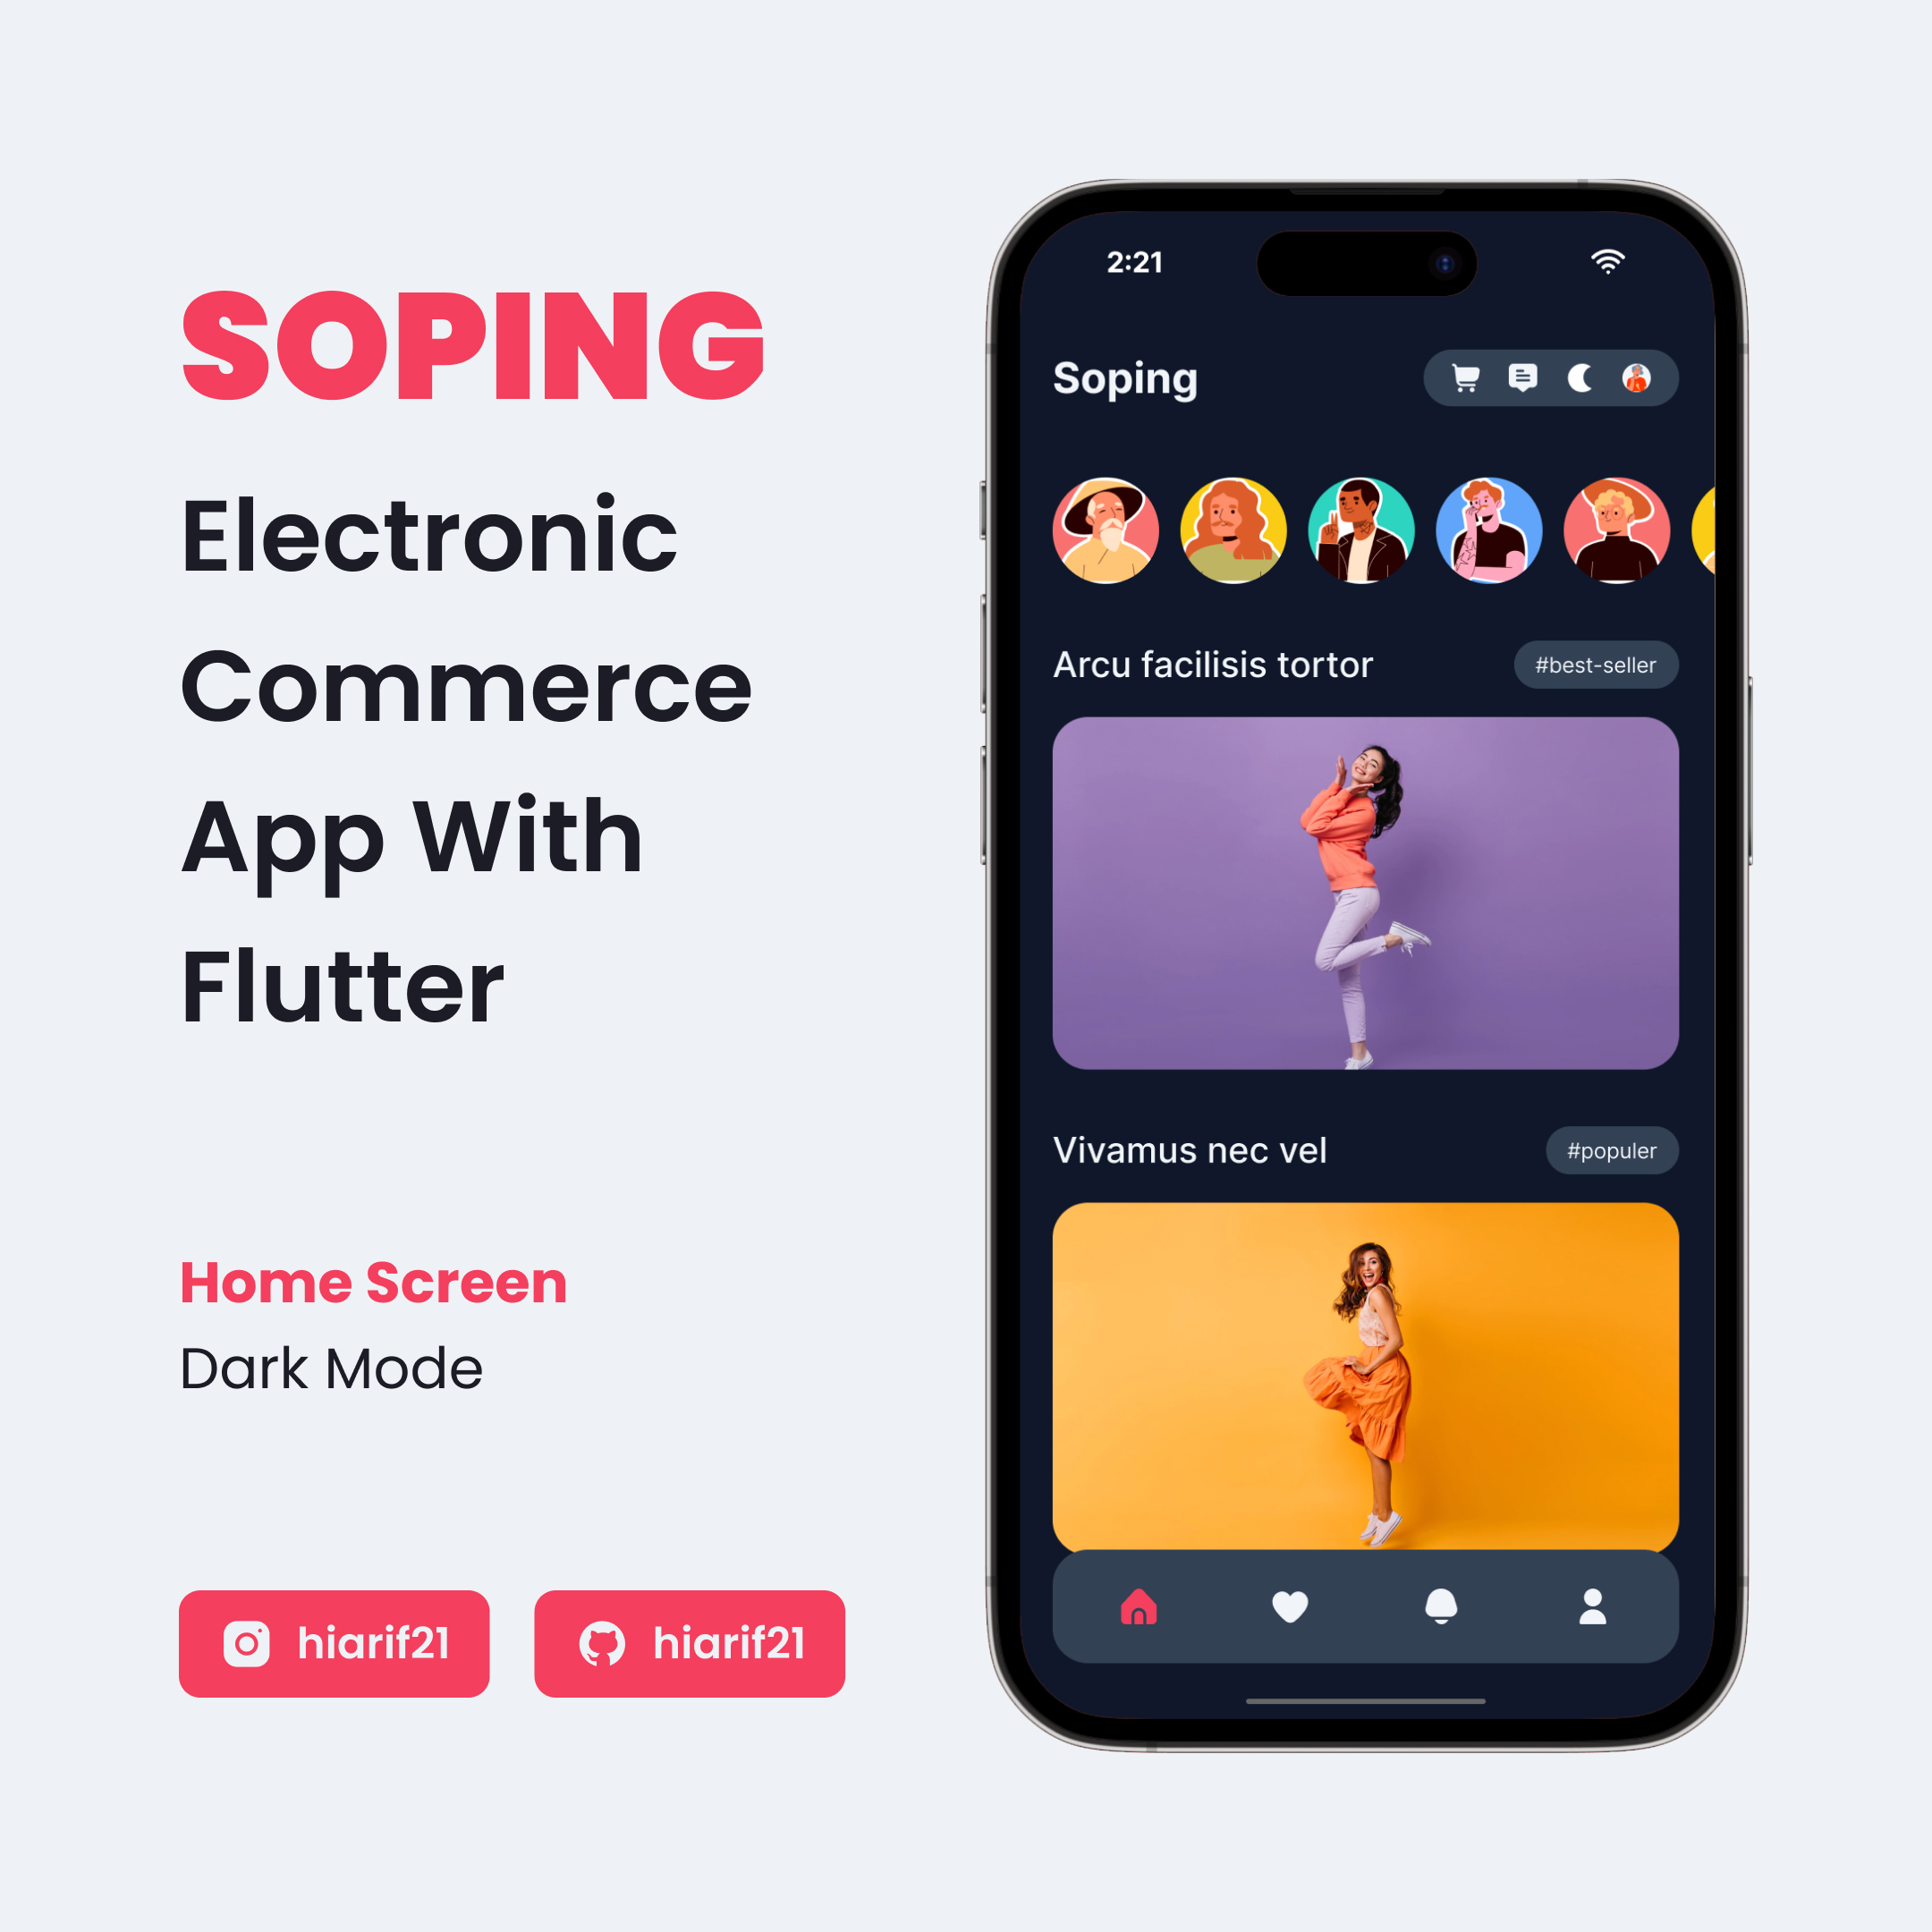 SOPING
Electronic
Commerce
App With
Flutter
Home Screen
Dark Mode
hiarif21
hiarif21
2:21
Soping
Arcu facilisis tortor
#best-seller
Vivamus nec vel
#populer